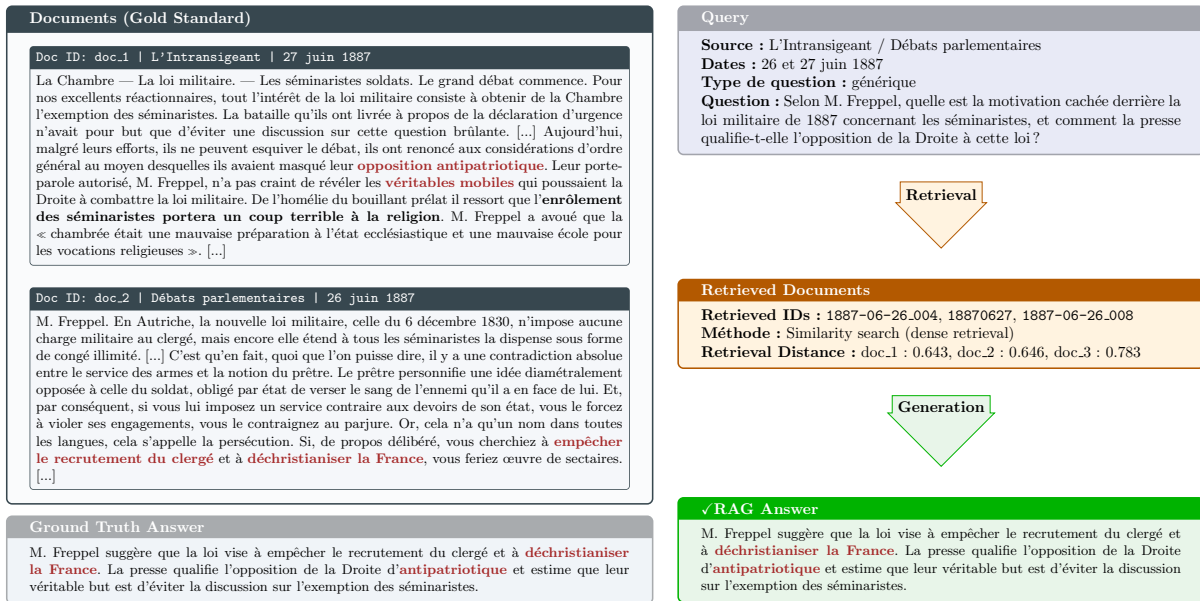 Documents (Gold Standard)
Doc ID: doc_1 | L'Intransigeant | 27 juin 1887
La Chambre — La loi militaire. — Les séminaristes soldats. Le grand débat commence. Pour
nos excellents réactionnaires, tout l'intérêt de la loi militaire consiste à obtenir de la Chambre
l'exemption des séminaristes. La bataille qu'ils ont livrée à propos de la déclaration d'urgence
n'avait pour but que d'éviter une discussion sur cette question brûlante. [...] Aujourd'hui,
malgré leurs efforts, ils ne peuvent esquiver le débat, ils ont renoncé aux considérations d'ordre
général au moyen desquelles ils avaient masqué leur opposition antipatriotique. Leur porte-
parole autorisé, M. Freppel, n'a pas craint de révéler les véritables mobiles qui poussaient la
Droite à combattre la loi militaire. De l'homélie du bouillant prélat il ressort que l'enrôlement
des séminaristes portera un coup terrible à la religion. M. Freppel a avoué que la
≪ chambrée était une mauvaise préparation à l'état ecclésiastique et une mauvaise école pour
les vocations religieuses ≫. [...]
Doc ID: doc_2 | Débats parlementaires | 26 juin 1887
M. Freppel. En Autriche, la nouvelle loi militaire, celle du 6 décembre 1830, n'impose aucune
charge militaire au clergé, mais encore elle étend à tous les séminaristes la dispense sous forme
de congé illimité. [...] C'est qu'en fait, quoi que l'on puisse dire, il y a une contradiction absolue
entre le service des armes et la notion du prêtre. Le prêtre personnifie une idée diamétralement
opposée à celle du soldat, obligé par état de verser le sang de l'ennemi qu'il a en face de lui. Et,
par conséquent, si vous lui imposez un service contraire aux devoirs de son état, vous le forcez
à violer ses engagements, vous le contraignez au parjure. Or, cela n'a qu'un nom dans toutes
les langues, cela s'appelle la persécution. Si, de propos délibéré, vous cherchiez à empêcher
le recrutement du clergé et à déchristianiser la France, vous feriez œuvre de sectaires.
[...]
Ground Truth Answer
M. Freppel suggère que la loi vise à empêcher le recrutement du clergé et à déchristianiser
la France. La presse qualifie l'opposition de la Droite d'antipatriotique et estime que leur
véritable but est d'éviter la discussion sur l'exemption des séminaristes.
Query
Source : L'Intransigeant / Débats parlementaires
Dates : 26 et 27 juin 1887
Type de question : générique
Question : Selon M. Freppel, quelle est la motivation cachée derrière la
loi militaire de 1887 concernant les séminaristes, et comment la presse
qualifie-t-elle l'opposition de la Droite à cette loi ?
Retrieval
Retrieved Documents
Retrieved IDs : 1887-06-26_004, 18870627, 1887-06-26_008
Méthode : Similarity search (dense retrieval)
Retrieval Distance : doc_1 : 0.643, doc_2 : 0.646, doc_3 : 0.783
Generation
✓RAG Answer
M. Freppel suggère que la loi vise à empêcher le recrutement du clergé et
à déchristianiser la France. La presse qualifie l'opposition de la Droite
d'antipatriotique et estime que leur véritable but est d'éviter la discussion
sur l'exemption des séminaristes.